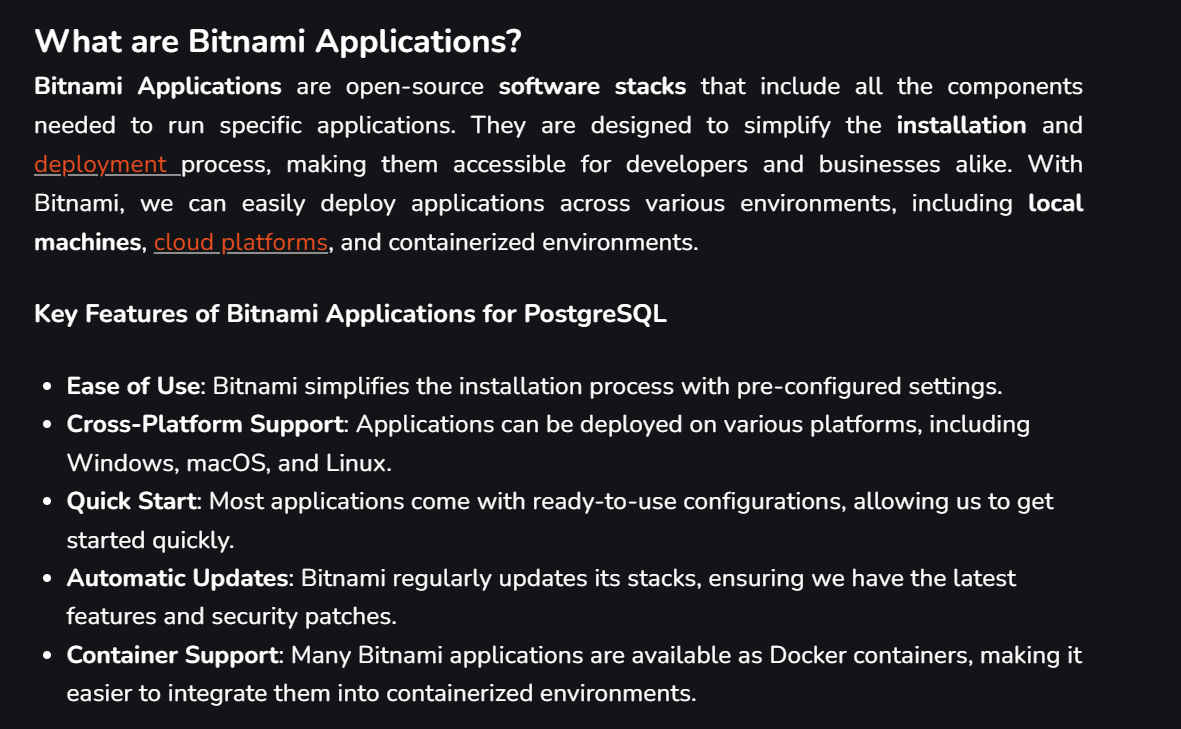 What are Bitnami Applications?
Bitnami Applications are open-source software stacks that include all the components
needed to run specific applications. They are designed to simplify the installation and
deployment process, making them accessible for developers and businesses alike. With
Bitnami, we can easily deploy applications across various environments, including local
machines, cloud platforms, and containerized environments.
Key Features of Bitnami Applications for PostgreSQL
• Ease of Use: Bitnami simplifies the installation process with pre-configured settings.
• Cross-Platform Support: Applications can be deployed on various platforms, including
Windows, macOS, and Linux.
• Quick Start: Most applications come with ready-to-use configurations, allowing us to get
started quickly.
• Automatic Updates: Bitnami regularly updates its stacks, ensuring we have the latest
features and security patches.
• Container Support: Many Bitnami applications are available as Docker containers, making it
easier to integrate them into containerized environments.